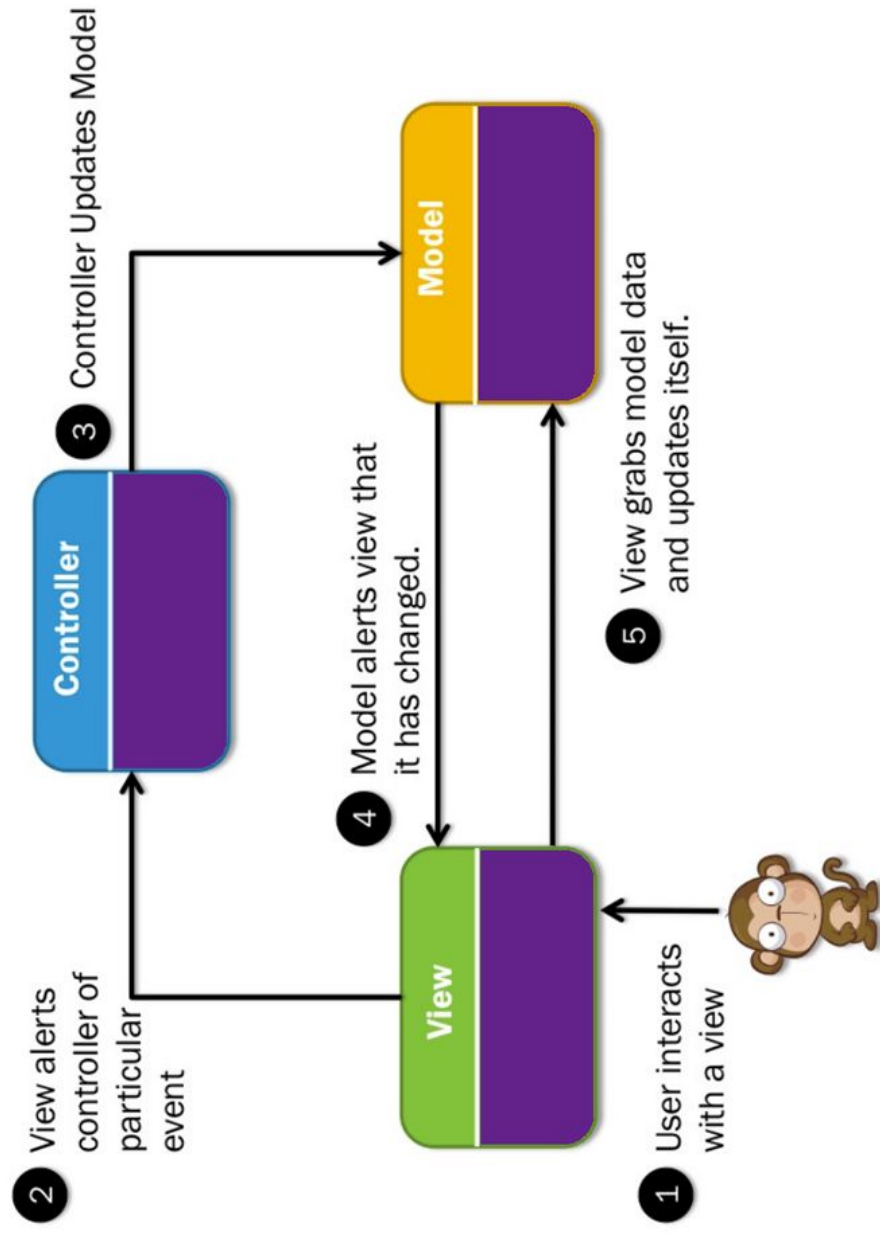 2
View alerts
controller of
particular
event
Controller
3
Controller Updates Model
4
Model alerts view that
it has changed.
View
Model
1
User interacts
with a view
5
View grabs model data
and updates itself.